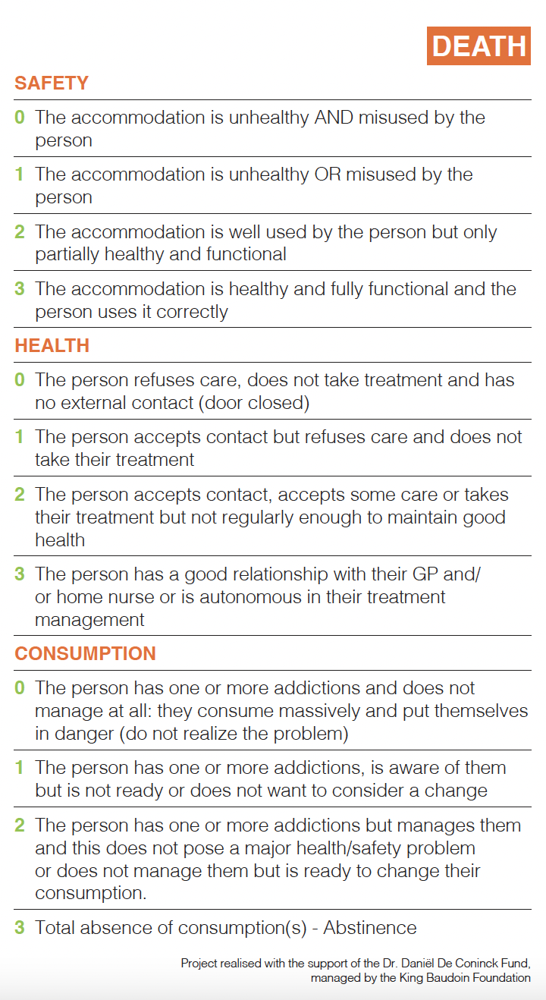 DEATH
SAFETY
0 The accommodation is unhealthy AND misused by the
person
1 The accommodation is unhealthy OR misused by the
person
2 The accommodation is well used by the person but only
partially healthy and functional
3 The accommodation is healthy and fully functional and the
person uses it correctly
HEALTH
0 The person refuses care, does not take treatment and has
no external contact (door closed)
1 The person accepts contact but refuses care and does not
take their treatment
2 The person accepts contact, accepts some care or takes
their treatment but not regularly enough to maintain good
health
3 The person has a good relationship with their GP and/
or home nurse or is autonomous in their treatment
management
CONSUMPTION
0 The person has one or more addictions and does not
manage at all: they consume massively and put themselves
in danger (do not realize the problem)
1 The person has one or more addictions, is aware of them
but is not ready or does not want to consider a change
2 The person has one or more addictions but manages them
and this does not pose a major health/safety problem
or does not manage them but is ready to change their
consumption.
3 Total absence of consumption(s) - Abstinence
Project realised with the support of the Dr. Daniël De Coninck Fund,
managed by the King Baudoin Foundation